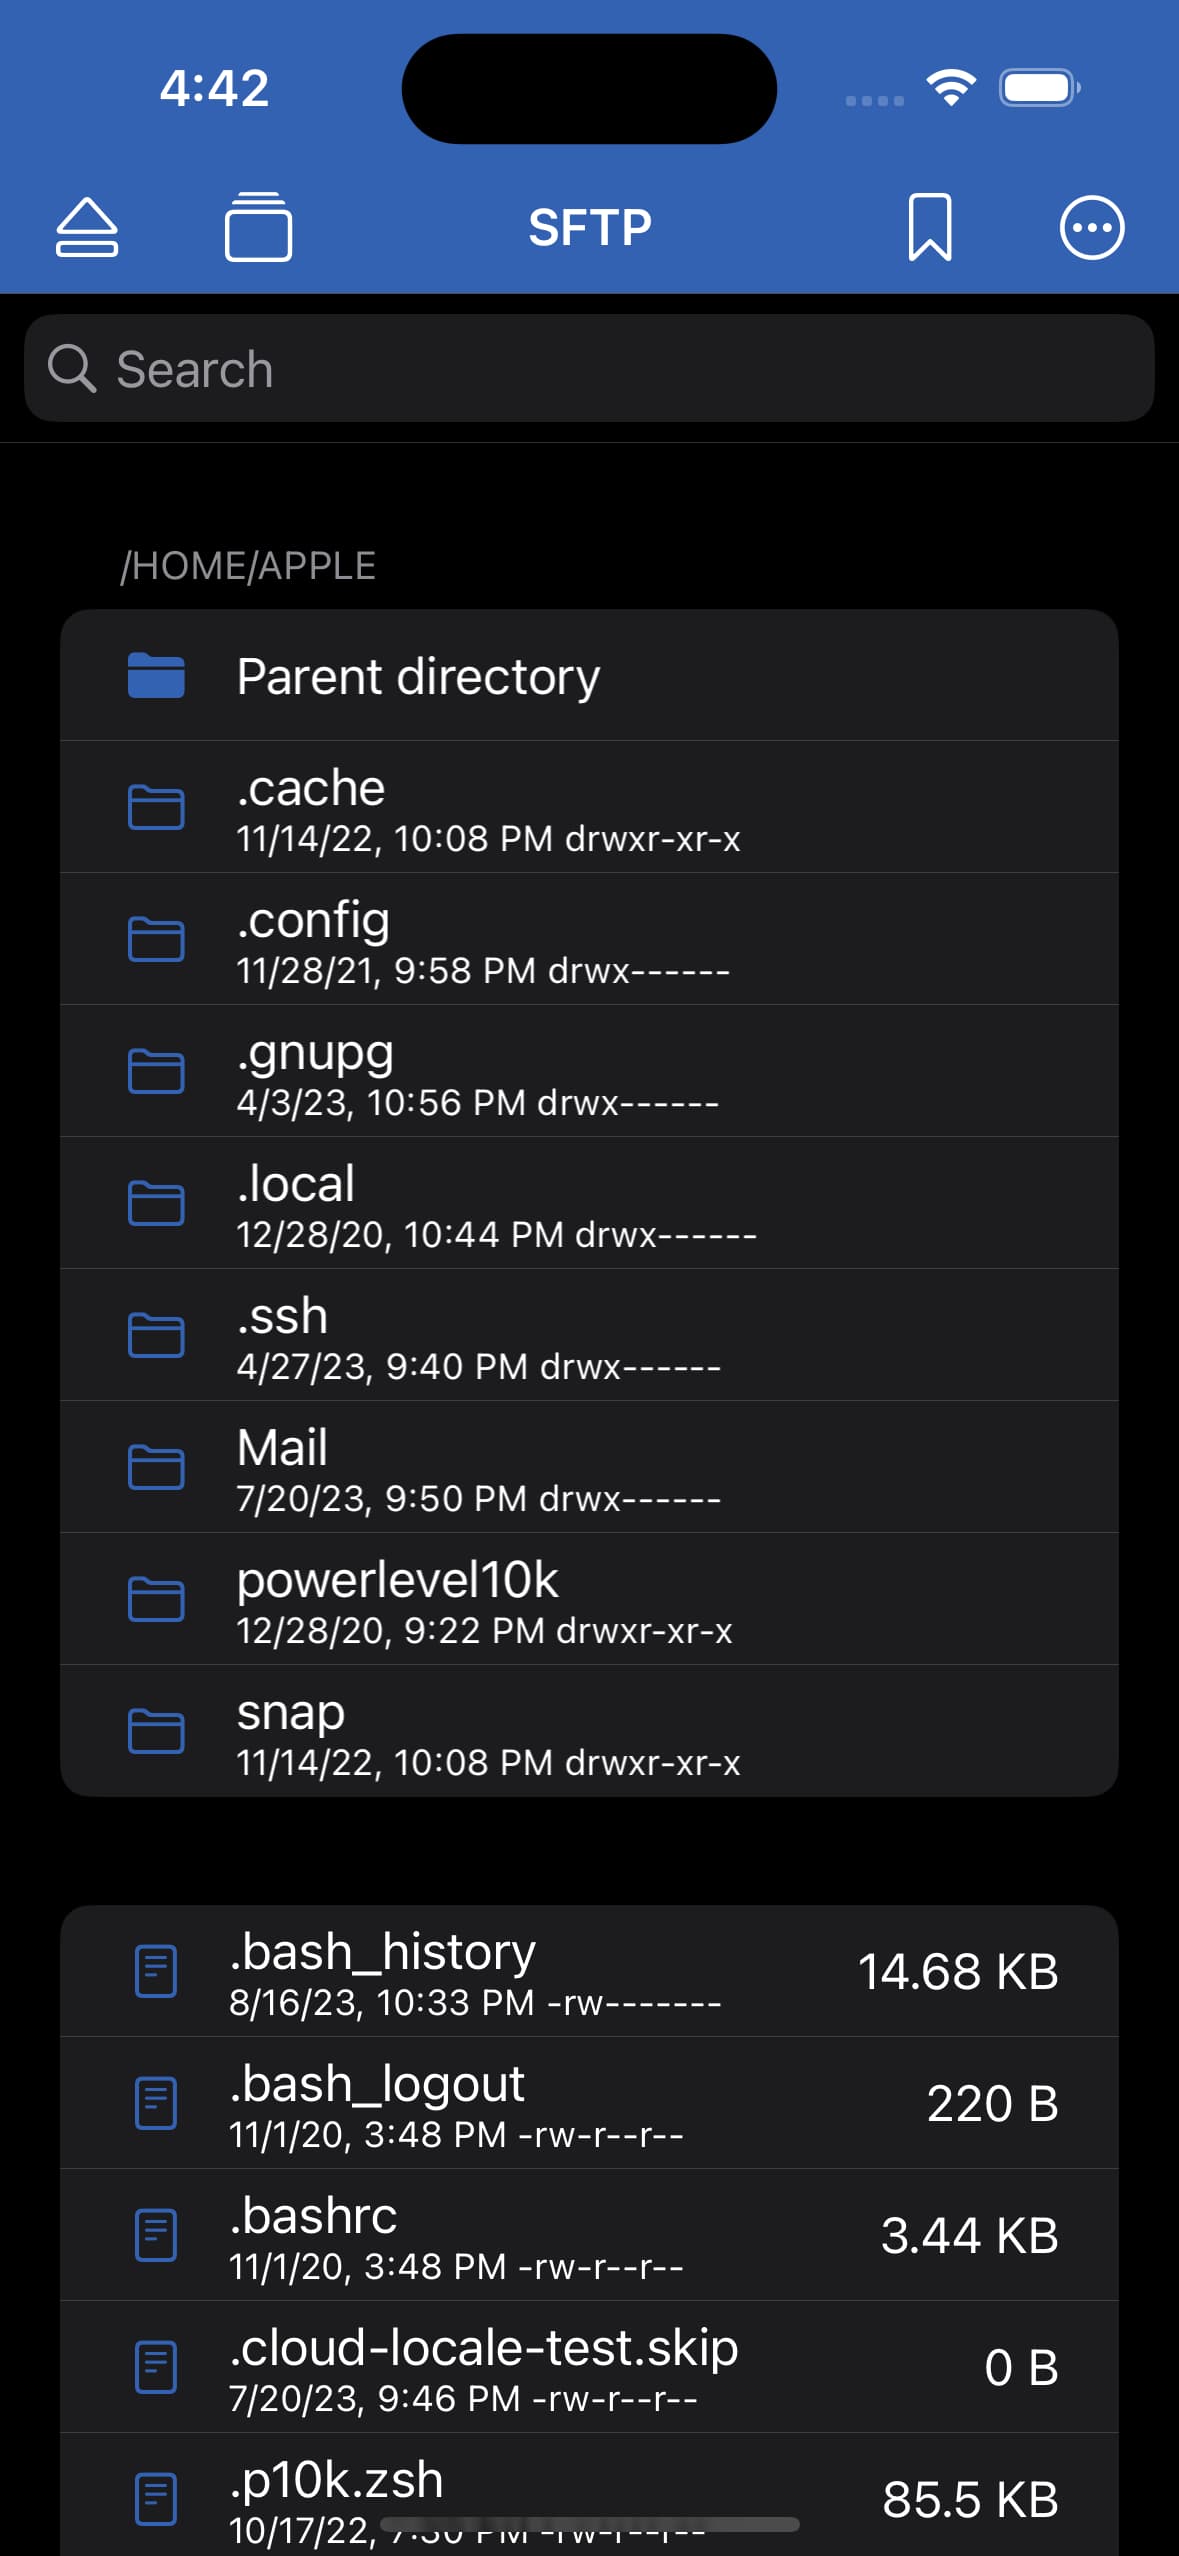 4:42
SFTP
Search
/HOME/APPLE
Parent directory
.cache
11/14/22, 10:08 PM drwxr-xr-x
.config
11/28/21, 9:58 PM drwx------
.gnupg
4/3/23, 10:56 PM drwx------
.local
12/28/20, 10:44 PM drwx------
.ssh
4/27/23, 9:40 PM drwx------
Mail
7/20/23, 9:50 PM drwx------
powerlevel10k
12/28/20, 9:22 PM drwxr-xr-x
snap
11/14/22, 10:08 PM drwxr-xr-x
.bash_history 14.68 KB
8/16/23, 10:33 PM -rw-------
.bash_logout 220 B
11/1/20, 3:48 PM -rw-r--r--
.bashrc 3.44 KB
11/1/20, 3:48 PM -rw-r--r--
.cloud-locale-test.skip 0 B
7/20/23, 9:46 PM -rw-r--r--
.p10k.zsh 85.5 KB
10/17/22, 7:30 PM -rw-r--r--